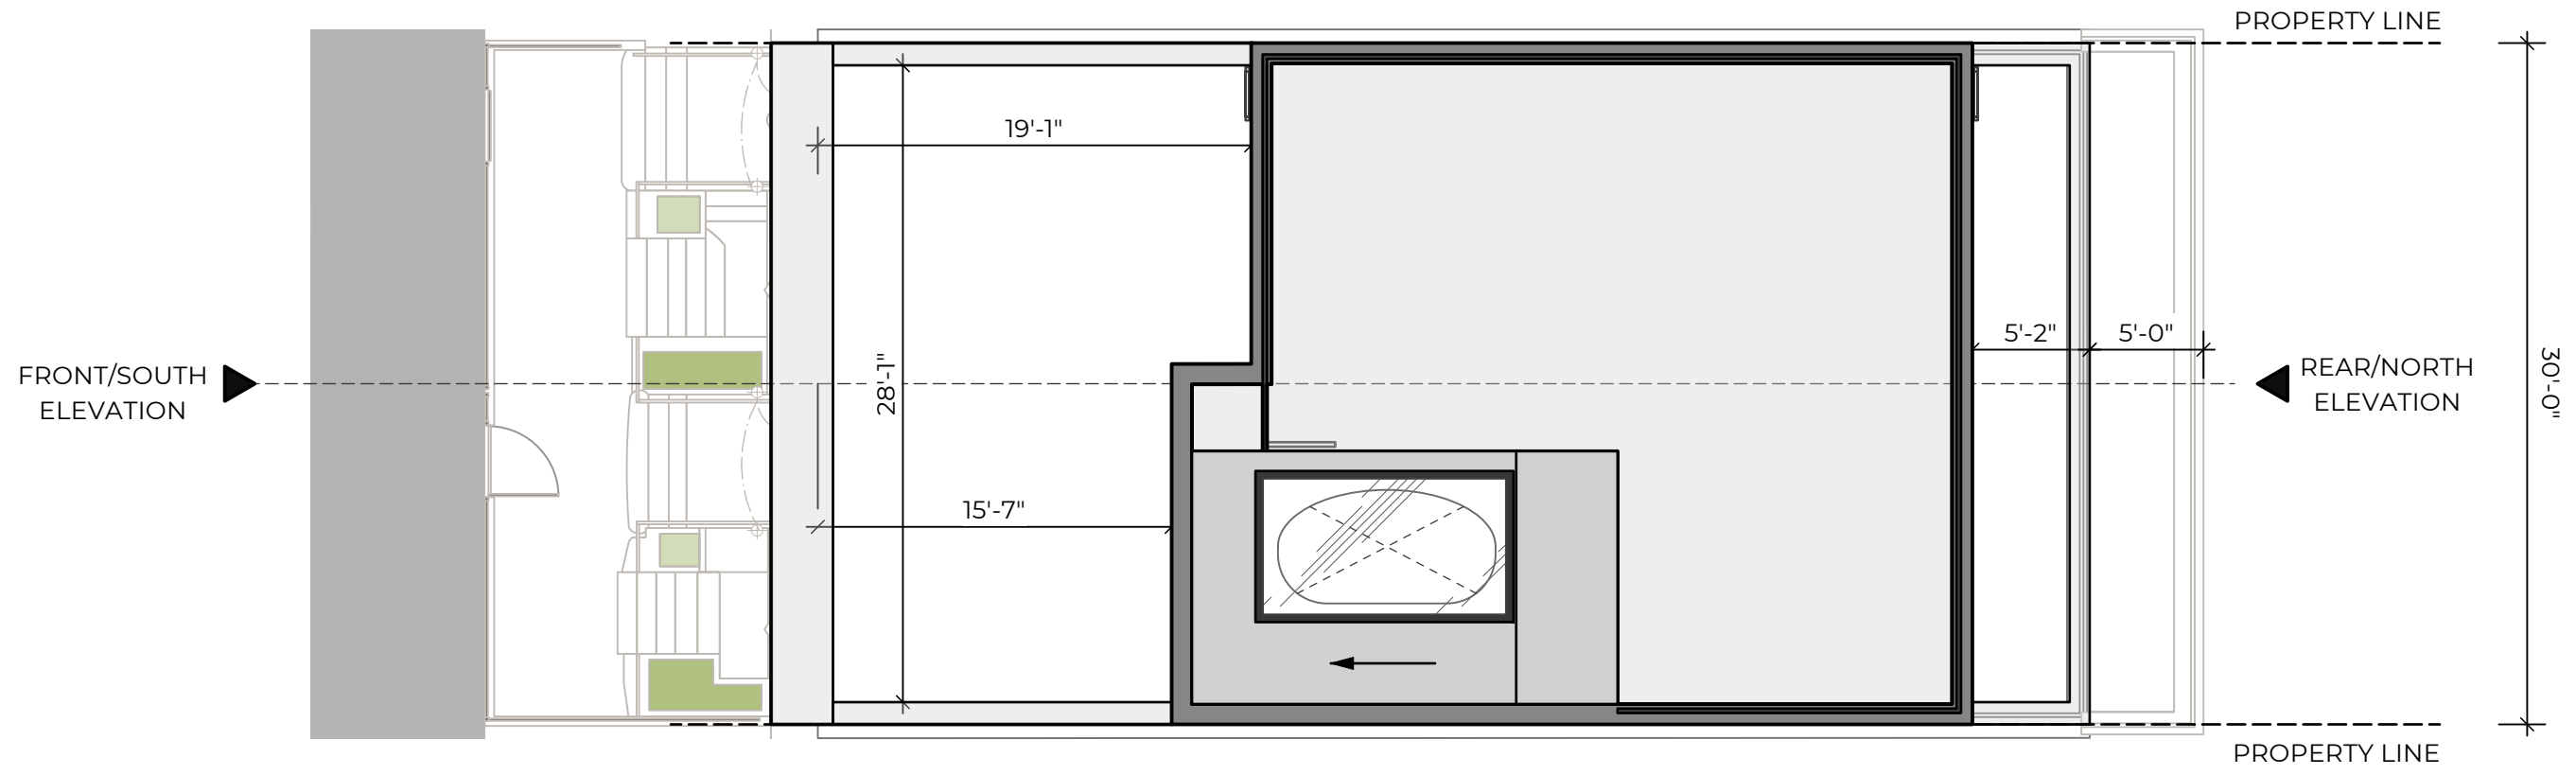 PROPERTY LINE
19'-1"
5'-2"
5'-0"
FRONT/SOUTH
ELEVATION
28'-1"
REAR/NORTH
ELEVATION
30'-0"
15'-7"
PROPERTY LINE